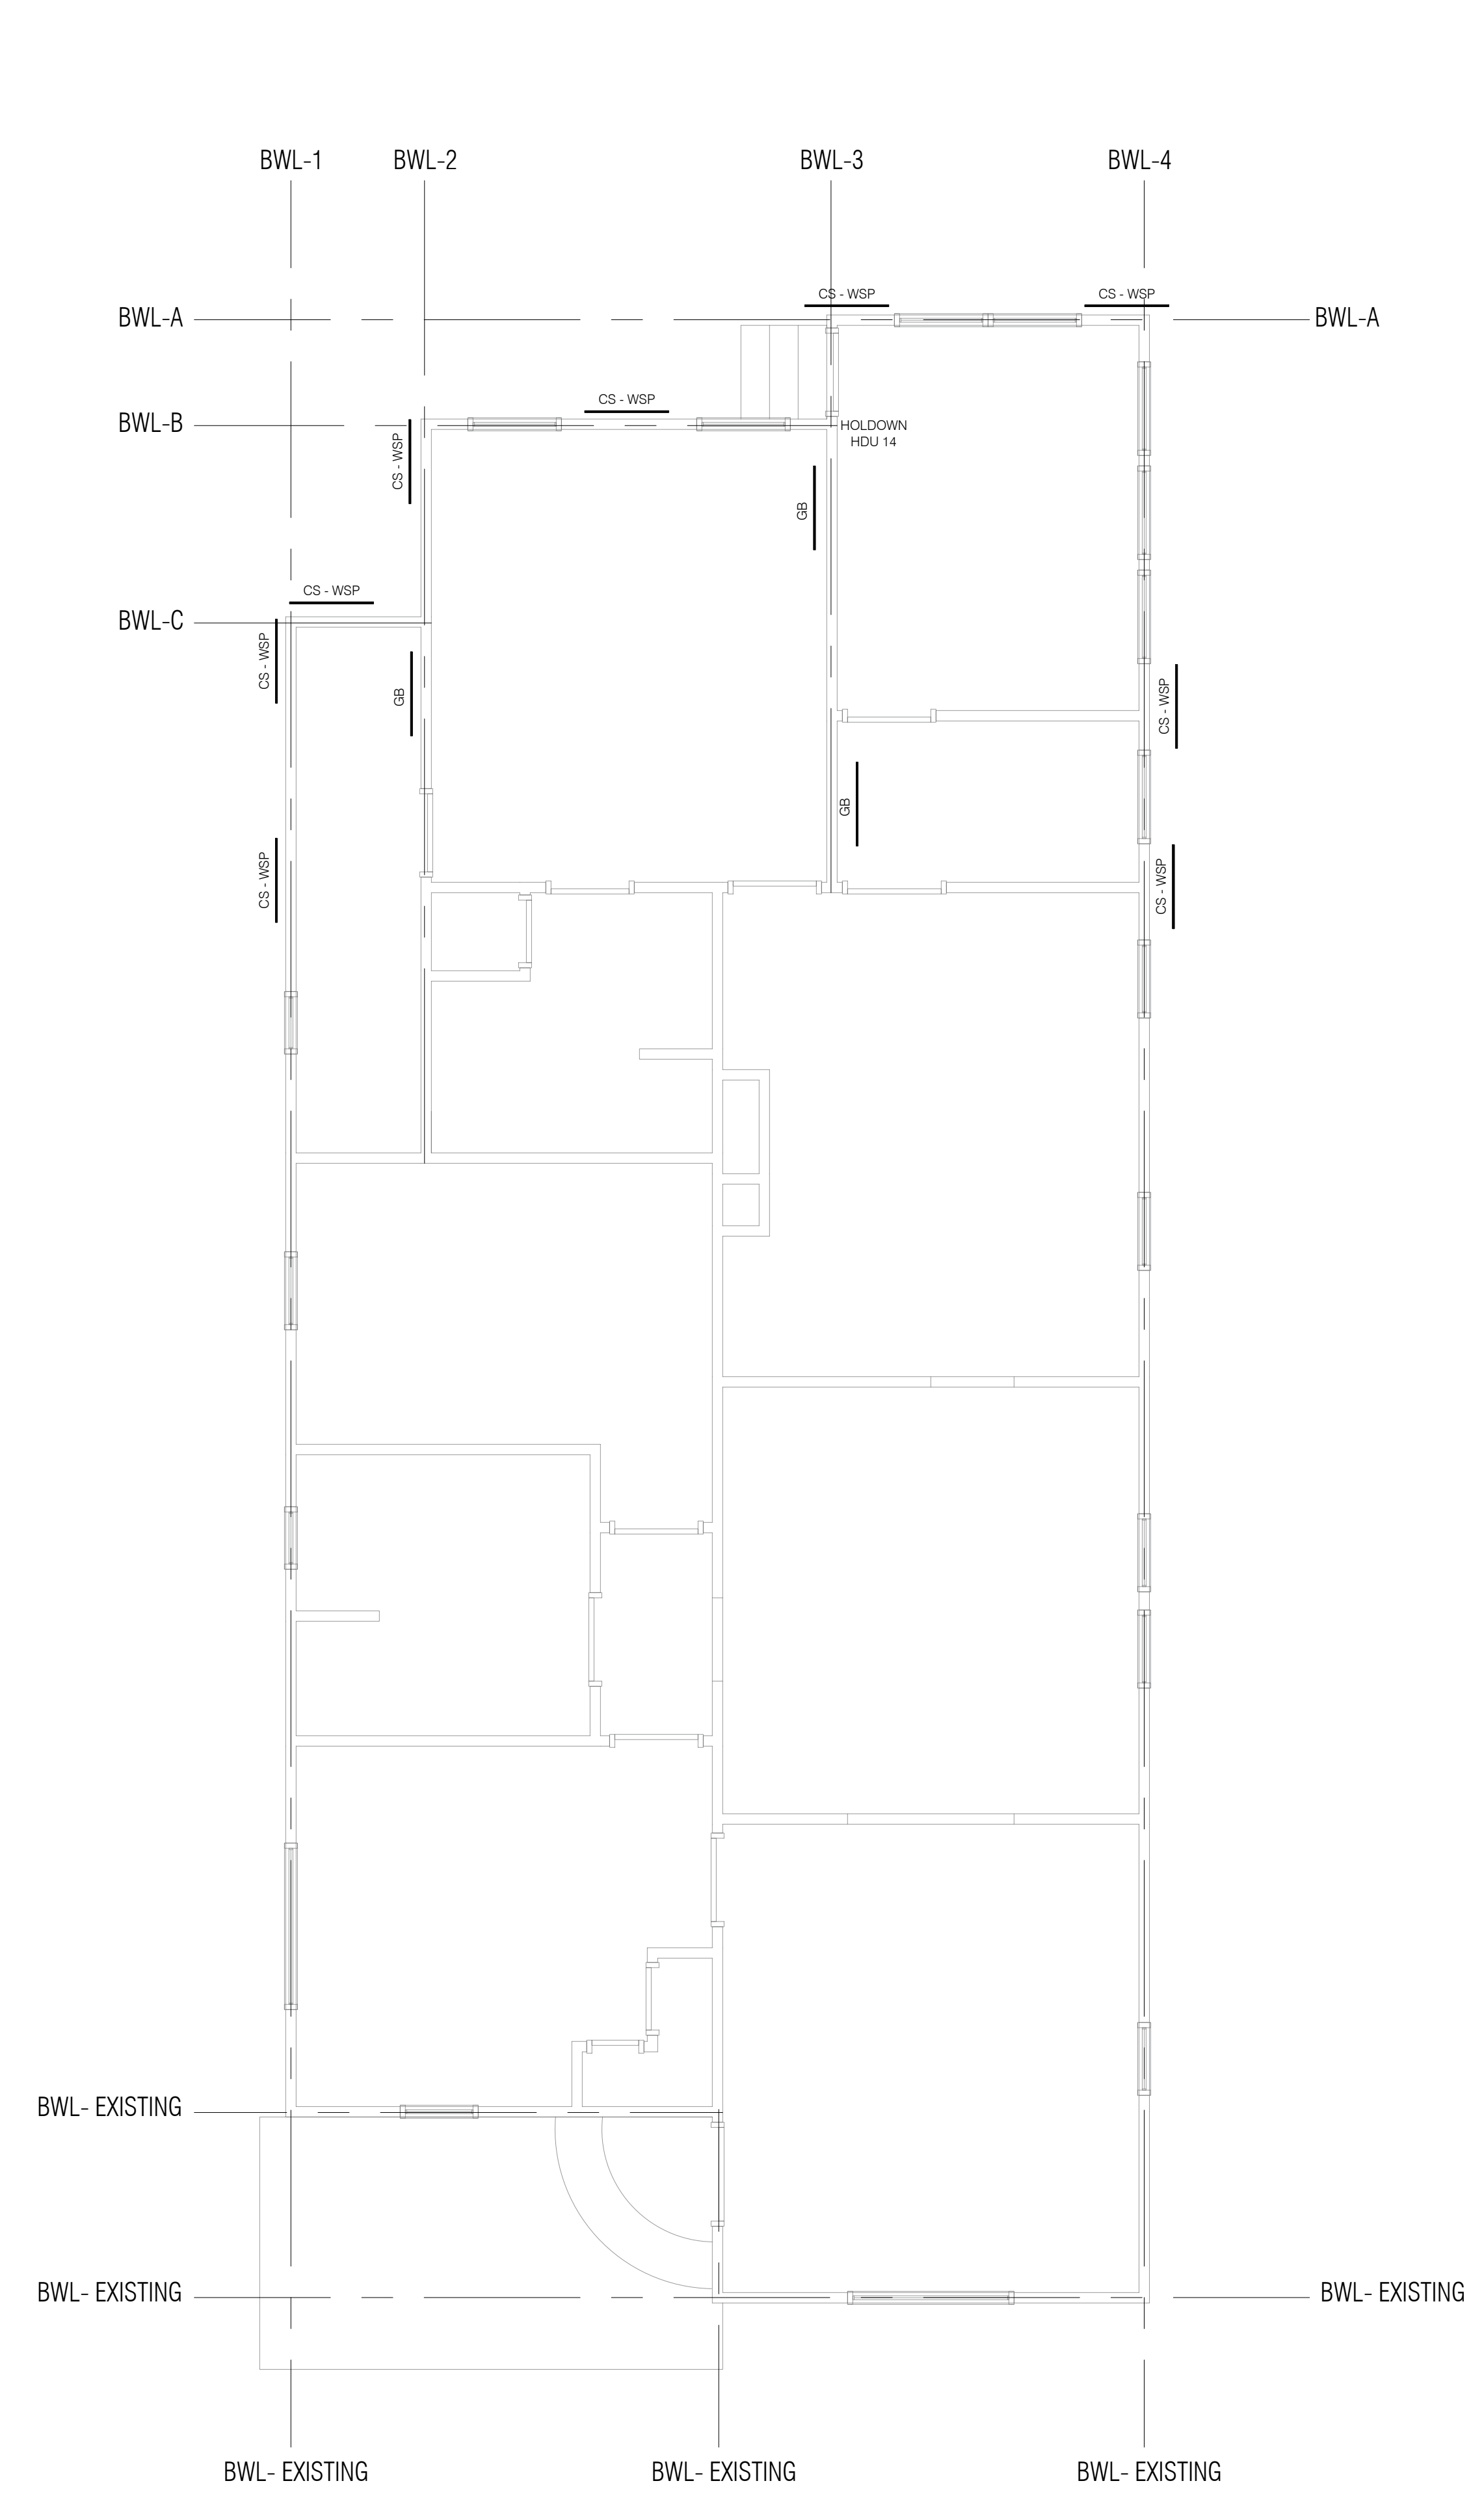 BWL-1
BWL-2
BWL-3
BWL-4
CS - WSP
CS - WSP
BWL-A
BWL-A
CS - WSP
BWL-B
HOLDOWN
HDU 14
CS - WSP
GB
CS - WSP
BWL-C
CS - WSP
GB
CS - WSP
GB
CS - WSP
CS - WSP
BWL- EXISTING
BWL- EXISTING
BWL- EXISTING
BWL- EXISTING
BWL- EXISTING
BWL- EXISTING